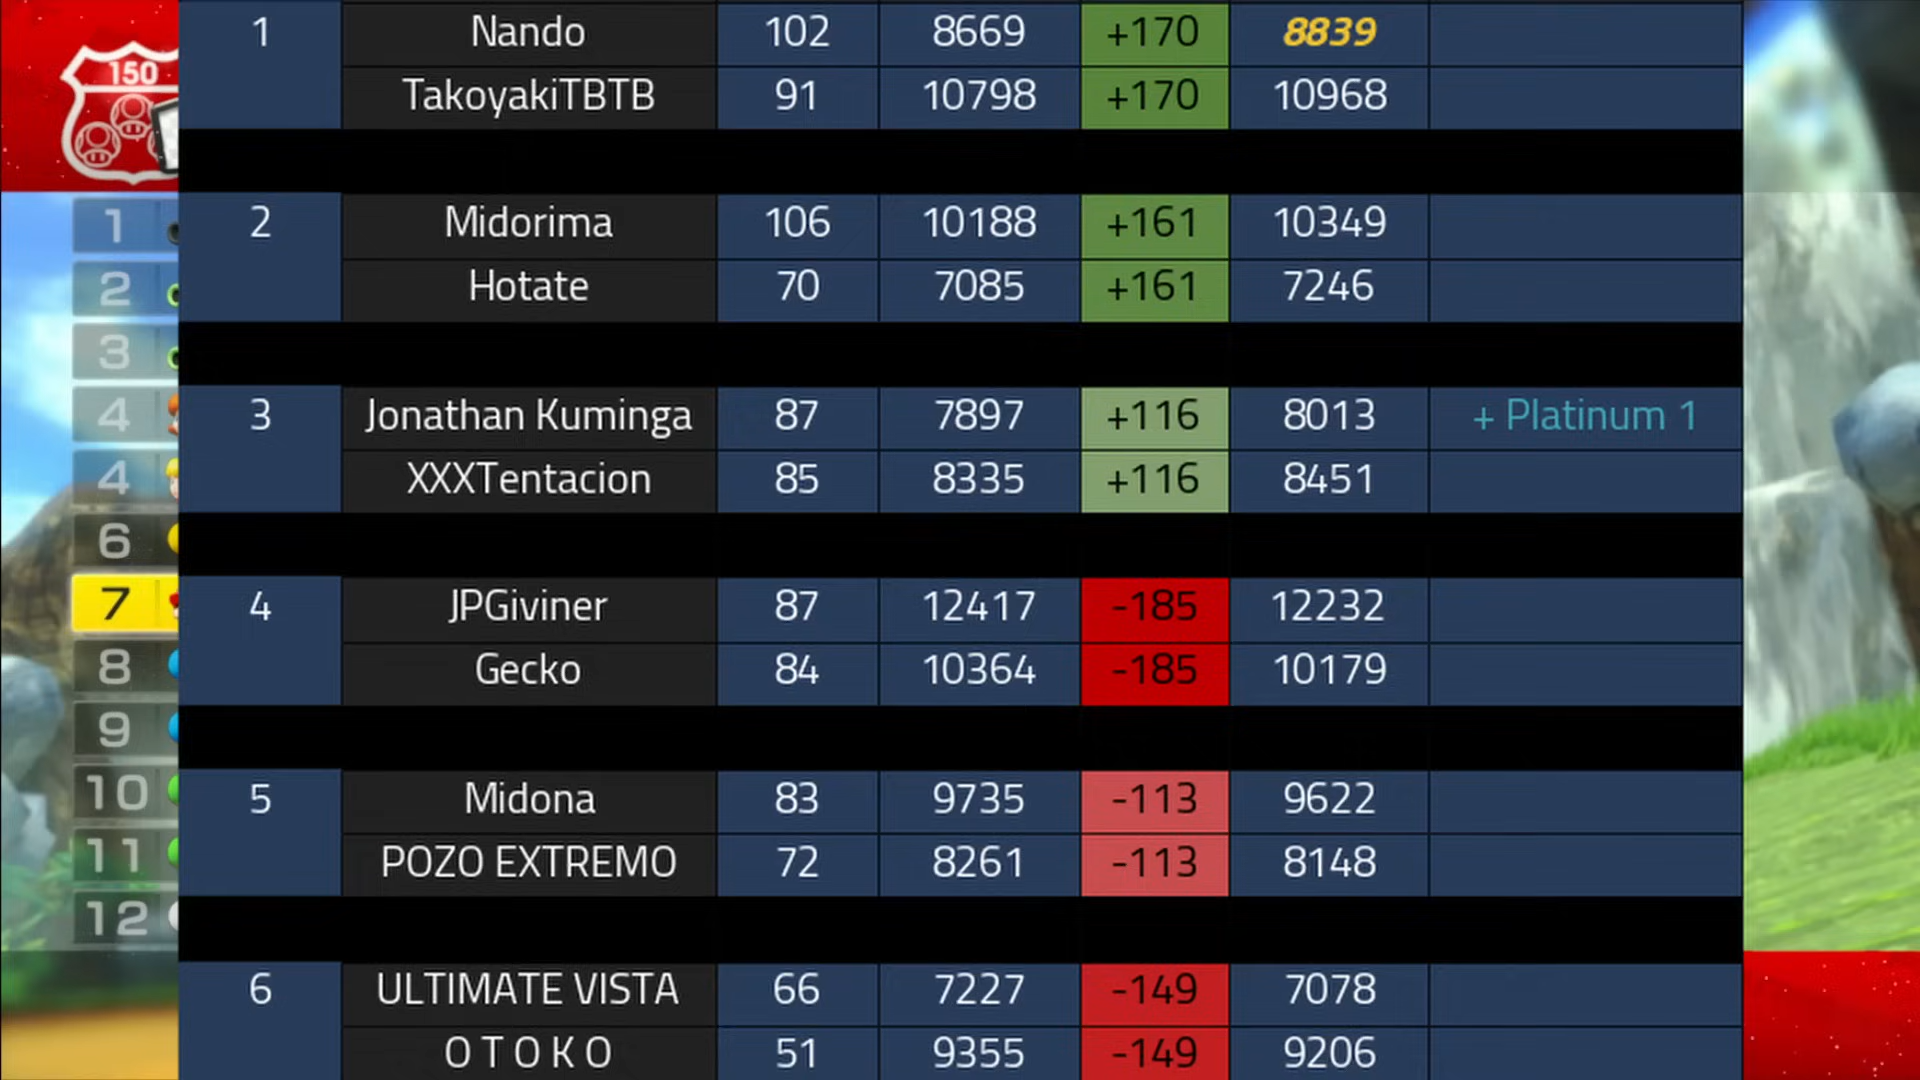 150
1 Nando 102 8669 +170 8839
TakoyakiTBTB 91 10798 +170 10968
2 Midorima 106 10188 +161 10349
Hotate 70 7085 +161 7246
3 Jonathan Kuminga 87 7897 +116 8013 + Platinum 1
XXXTentacion 85 8335 +116 8451
4 JPGiviner 87 12417 -185 12232
Gecko 84 10364 -185 10179
5 Midona 83 9735 -113 9622
POZO EXTREMO 72 8261 -113 8148
6 ULTIMATE VISTA 66 7227 -149 7078
O T O K O 51 9355 -149 9206
1
2
3
4
4
6
7
8
9
10
11
12